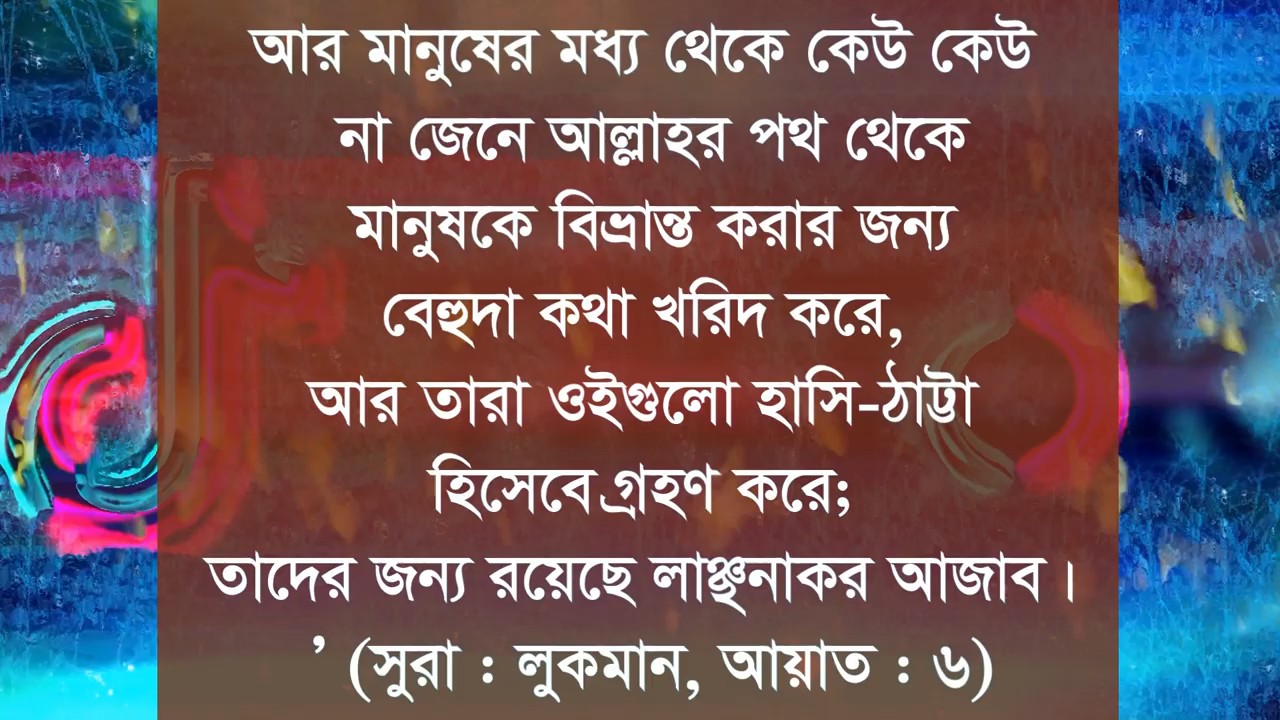 আর মানুষের মধ্য থেকে কেউ কেউ
না জেনে আল্লাহর পথ থেকে
মানুষকে বিভ্রান্ত করার জন্য
বেহুদা কথা খরিদ করে,
আর তারা ওইগুলো হাসি-ঠাট্টা
হিসেবে গ্রহণ করে;
তাদের জন্য রয়েছে লাঞ্ছনাকর আজাব।
’ (সুরা : লুকমান, আয়াত : ৬)